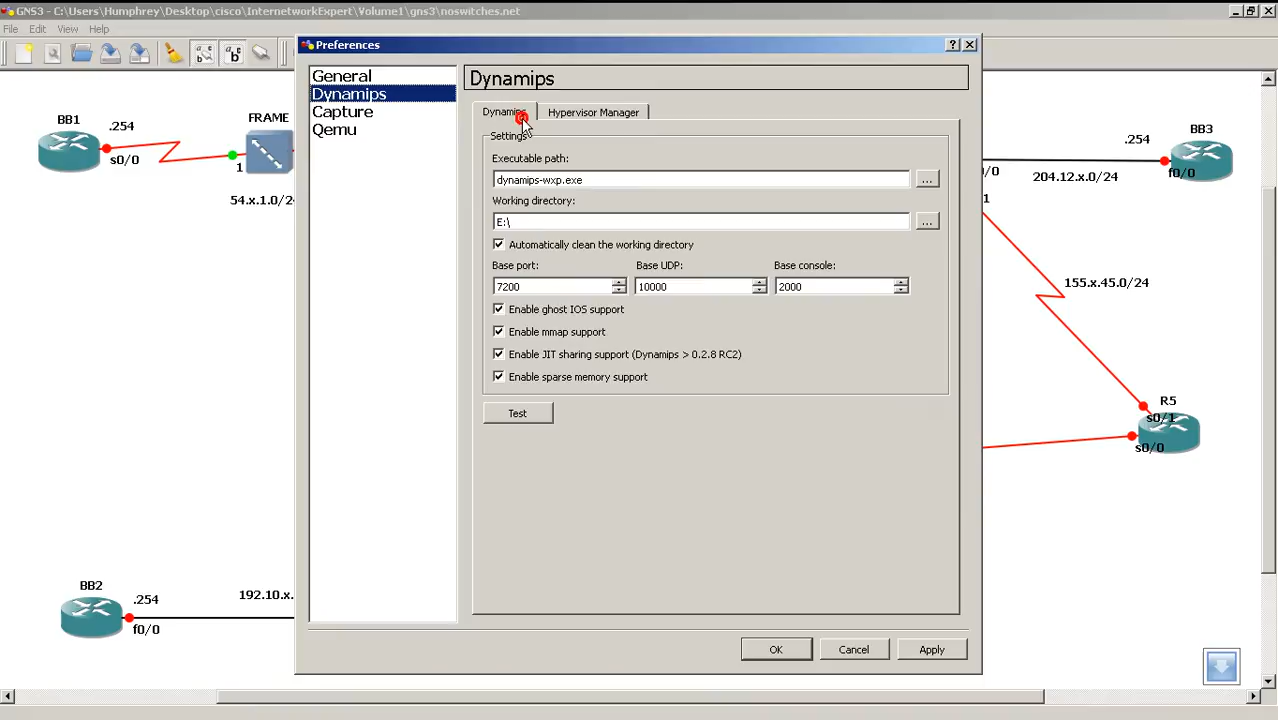 GNS3 - C:\Users\Humphrey\Desktop\cisco\InternetworkExpert\Volume1\gns3\noswitches.net
File Edit View Help
Preferences
General
Dynamips
Capture
Qemu
Dynamips
Dynamips
Hypervisor Manager
Settings
Executable path:
dynamips-wxp.exe
...
Working directory:
E:\
...
Automatically clean the working directory
Base port: Base UDP: Base console:
7200 10000 2000
Enable ghost IOS support
Enable mmap support
Enable JIT sharing support (Dynamips > 0.2.8 RC2)
Enable sparse memory support
Test
OK Cancel Apply
BB1
.254
s0/0
FRAME
1
54.x.1.0/24
BB2
.254
f0/0
192.10.x.
BB3
.254
f0/0
/0
204.12.x.0/24
1
155.x.45.0/24
R5
s0/1
s0/0